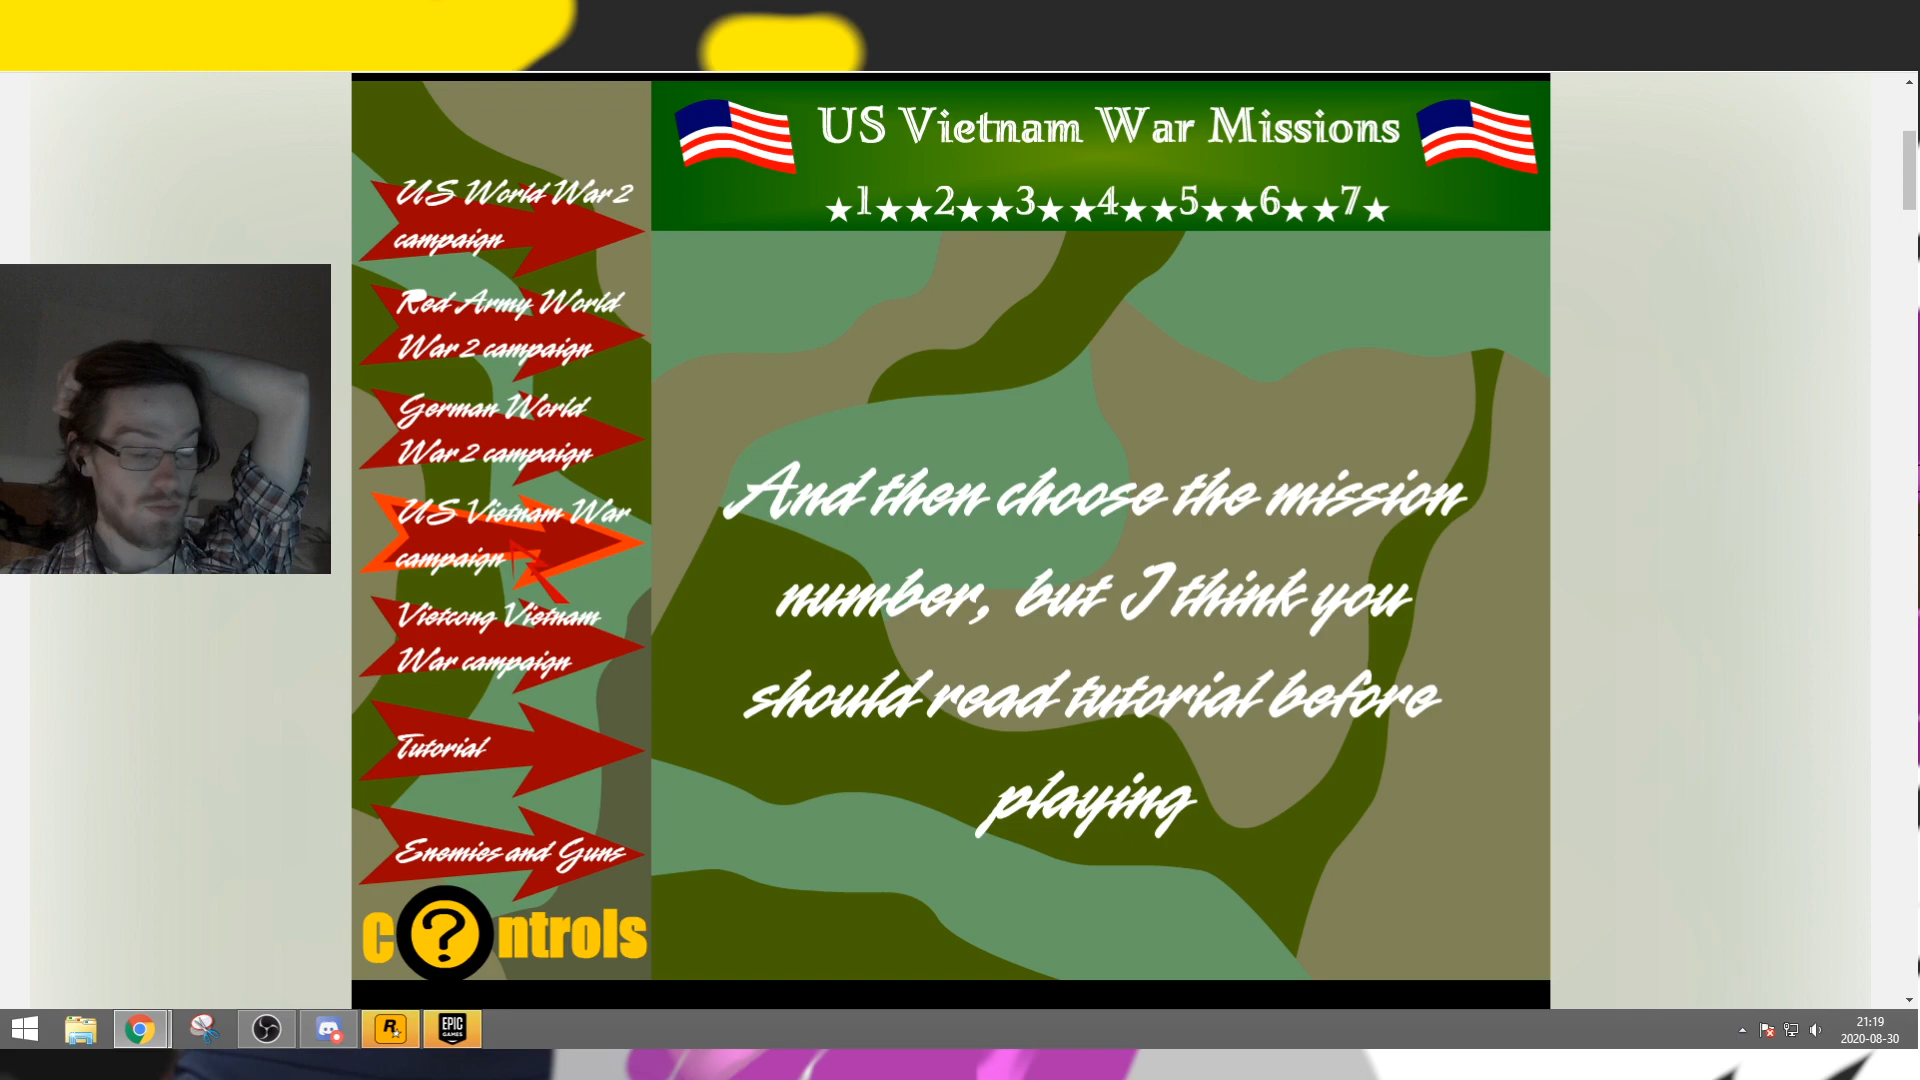 US Vietnam War Missions
★1★★2★★3★★4★★5★★6★★7★
US World War 2
campaign
Red Army World
War 2 campaign
German World
War 2 campaign
US Vietnam War
campaign
Vietcong Vietnam
War campaign
Tutorial
Enemies and Guns
c?ntrols
And then choose the mission
number, but I think you
should read tutorial before
playing
R★
EPIC
GAMES
21:19
2020-08-30